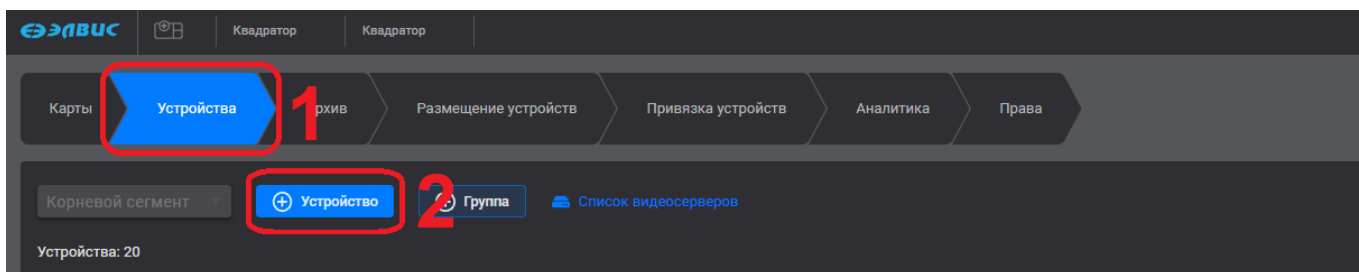 ЭЛВИС Квадратор Квадратор
Карты Устройства 1 рхив Размещение устройств Привязка устройств Аналитика Права
Корневой сегмент Устройство 2 Группа Список видеосерверов
Устройства: 20